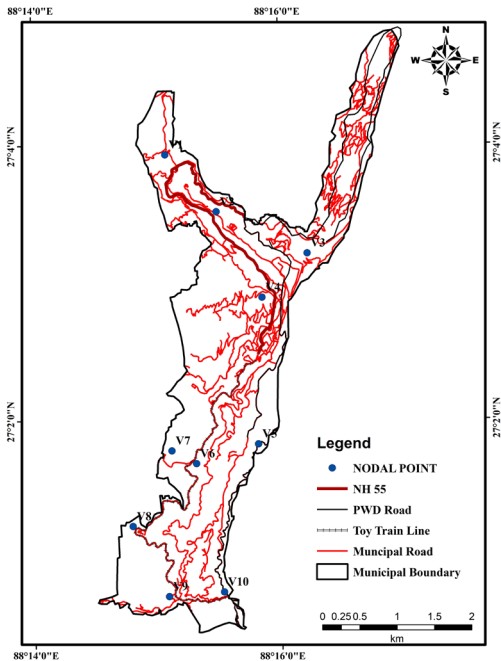 88°14'0"E 88°16'0"E
N
W E
S
27°4'0"N 27°4'0"N
V3
V4
27°2'0"N 27°2'0"N
V5
V7
V6
V8
V9
V10
Legend
NODAL POINT
NH 55
PWD Road
Toy Train Line
Muncipal Road
Municipal Boundary
0 0.25 0.5 1 1.5 2
km
88°14'0"E 88°16'0"E